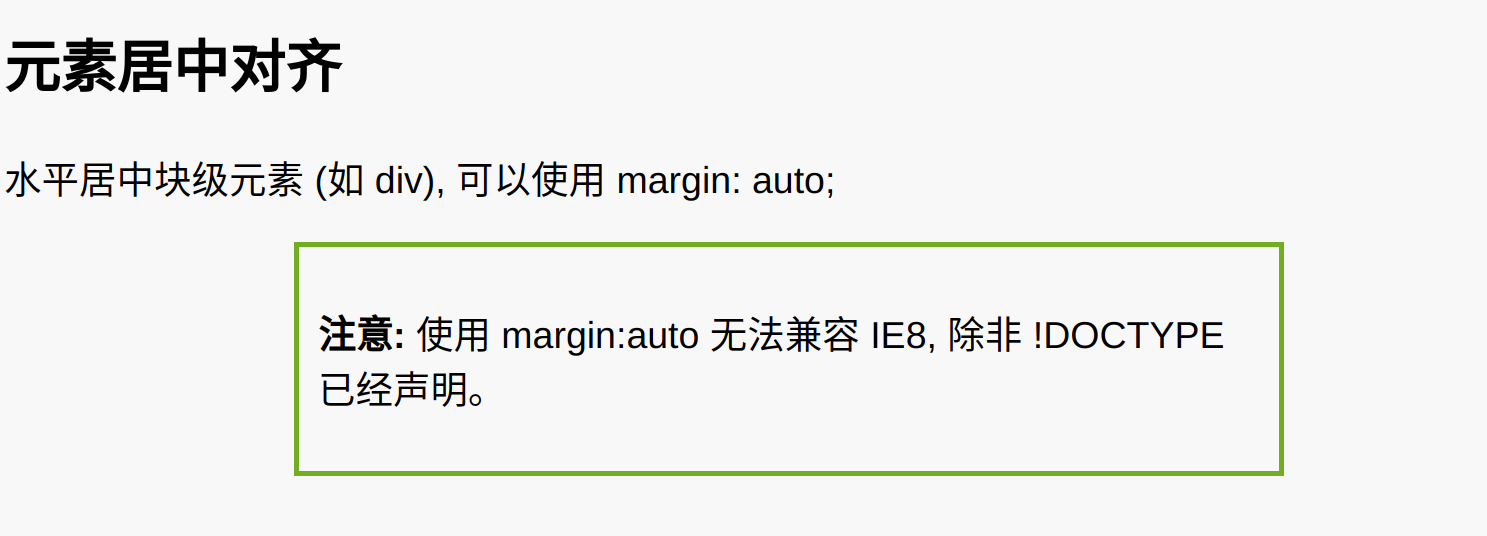 元素居中对齐
水平居中块级元素 (如 div), 可以使用 margin: auto;
注意: 使用 margin:auto 无法兼容 IE8, 除非 !DOCTYPE
已经声明。